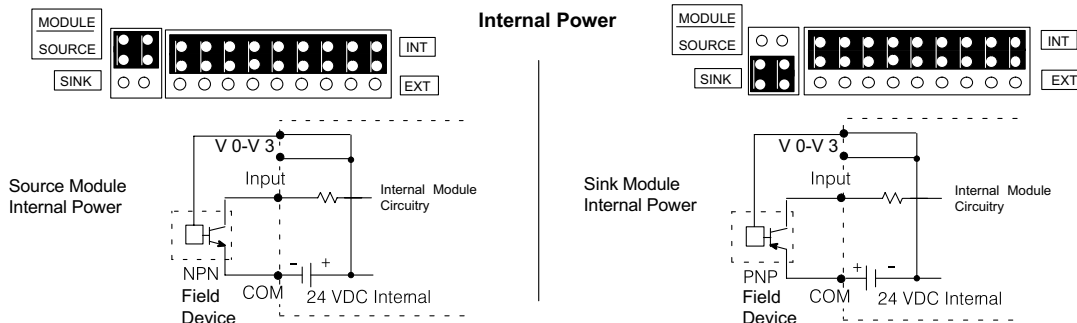 Internal Power
MODULE
SOURCE
SINK
INT
EXT
V 0-V 3
Input
Source Module
Internal Power
Internal Module
Circuitry
NPN
Field
Device
COM
- +
24 VDC Internal
MODULE
SOURCE
SINK
INT
EXT
V 0-V 3
Input
Sink Module
Internal Power
Internal Module
Circuitry
PNP
Field
Device
COM
+ -
24 VDC Internal